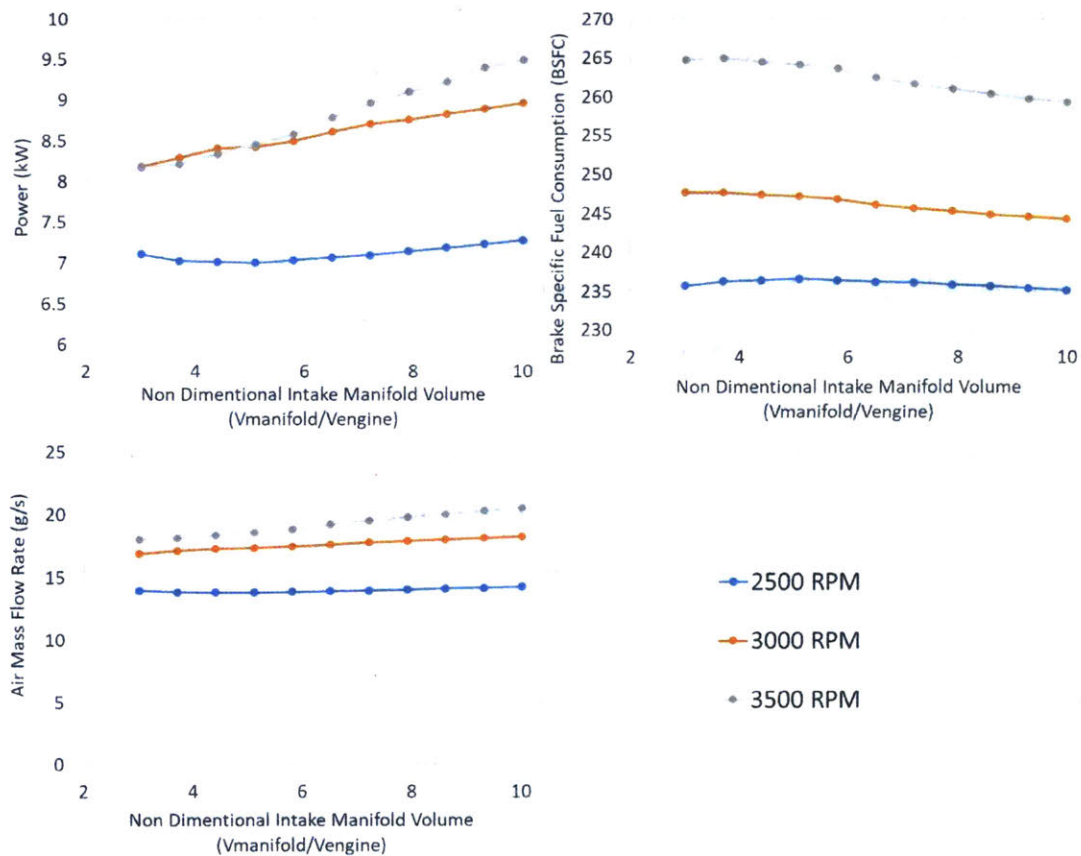 10
9.5
9
8.5
8
7.5
7
6.5
6
Power (kW)
2 4 6 8 10
Non Dimentional Intake Manifold Volume
(Vmanifold/Vengine)
270
265
260
255
250
245
240
235
230
Brake Specific Fuel Consumption (BSFC)
2 4 6 8 10
Non Dimentional Intake Manifold Volume
(Vmanifold/Vengine)
25
20
15
10
5
0
Air Mass Flow Rate (g/s)
2 4 6 8 10
Non Dimentional Intake Manifold Volume
(Vmanifold/Vengine)
2500 RPM
3000 RPM
3500 RPM